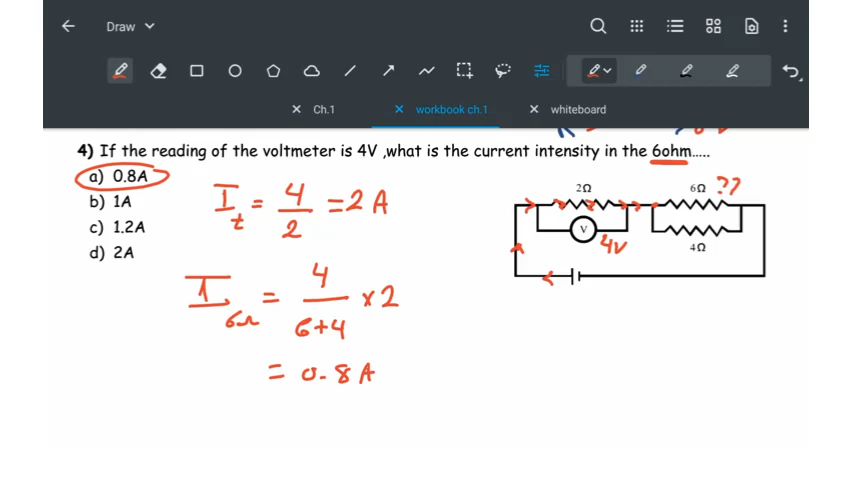 Draw
Ch.1
workbook ch.1
whiteboard
4) If the reading of the voltmeter is 4V ,what is the current intensity in the 6ohm.....
a) 0.8A
b) 1A
c) 1.2A
d) 2A
I t = 4/2 = 2 A
I 6Ω = 4/(6+4) × 2
= 0.8 A
2Ω
6Ω ??
V
4V
4Ω